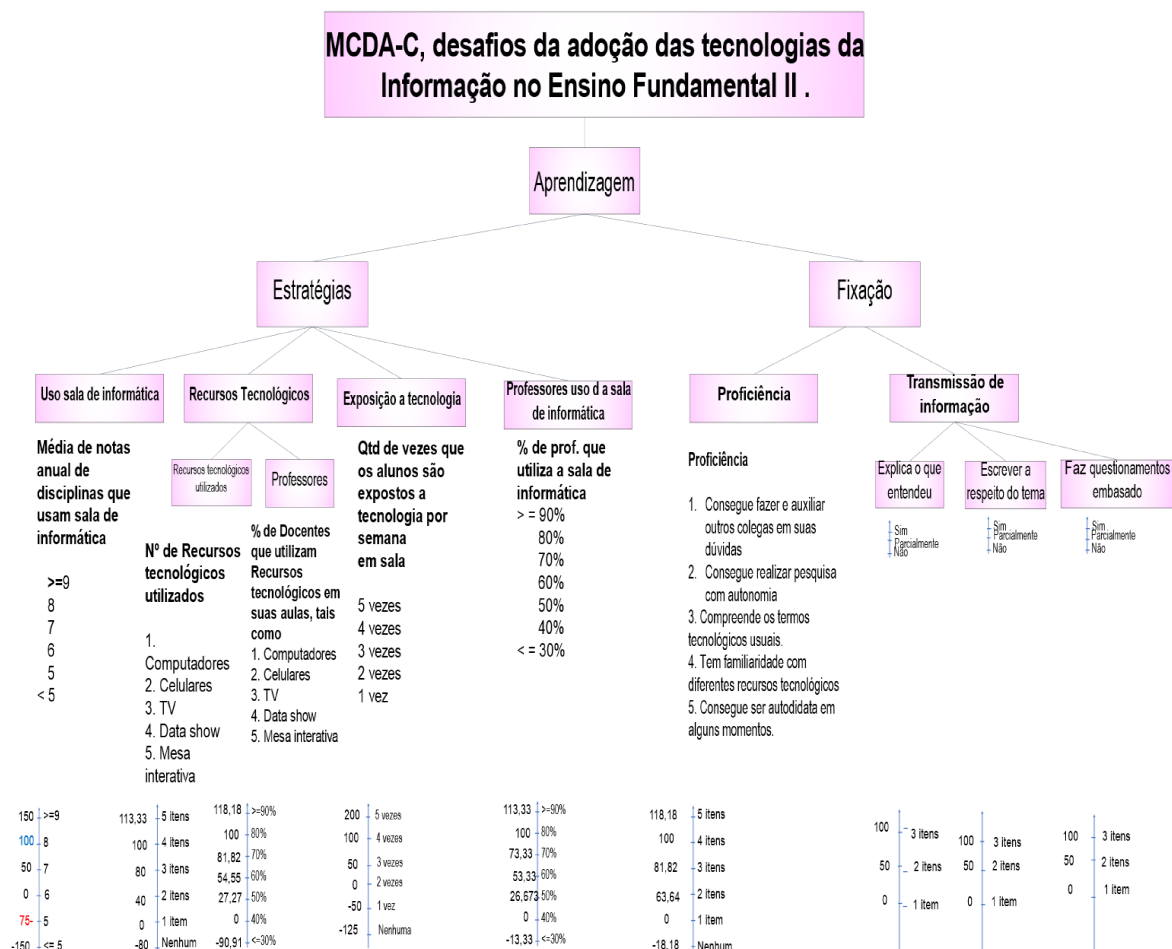 MCDA-C, desafios da adoção das tecnologias da
Informação no Ensino Fundamental II .
Aprendizagem
Estratégias
Fixação
Uso sala de informática
Recursos Tecnológicos
Exposição a tecnologia
Professores uso d a sala
de informática
Proficiência
Transmissão de
informação
Média de notas
anual de
disciplinas que
usam sala de
informática
>=9
8
7
6
5
< 5
Recursos tecnológicos
utilizados
Professores
Nº de Recursos
tecnológicos
utilizados
1.
Computadores
2. Celulares
3. TV
4. Data show
5. Mesa
interativa
% de Docentes
que utilizam
Recursos
tecnológicos em
suas aulas, tais
como
1. Computadores
2. Celulares
3. TV
4. Data show
5. Mesa interativa
Qtd de vezes que
os alunos são
expostos a
tecnologia por
semana
em sala
5 vezes
4 vezes
3 vezes
2 vezes
1 vez
% de prof. que
utiliza a sala de
informática
> = 90%
80%
70%
60%
50%
40%
< = 30%
Proficiência
1. Consegue fazer e auxiliar
outros colegas em suas
dúvidas
2. Consegue realizar pesquisa
com autonomia
3. Compreende os termos
tecnológicos usuais.
4. Tem familiaridade com
diferentes recursos tecnológicos
5. Consegue ser autodidata em
alguns momentos.
Explica o que
entendeu
Sim
Parcialmente
Não
Escrever a
respeito do tema
Sim
Parcialmente
Não
Faz questionamentos
embasado
Sim
Parcialmente
Não
150 >=9
100 8
50 7
0 6
75- 5
-150 <= 5
113,33 5 itens
100 4 itens
80 3 itens
40 2 itens
0 1 item
-80 Nenhum
118,18 >=90%
100 80%
81,82 70%
54,55 60%
27,27 50%
0 40%
-90,91 <=30%
200 5 vezes
100 4 vezes
50 3 vezes
0 2 vezes
-50 1 vez
-125 Nenhuma
113,33 >=90%
100 80%
73,33 70%
53,33 60%
26,673 50%
0 40%
-13,33 <=30%
118,18 5 itens
100 4 itens
81,82 3 itens
63,64 2 itens
0 1 item
-18,18 Nenhum
100 3 itens
50 2 itens
0 1 item
100 3 itens
50 2 itens
0 1 item
100 3 itens
50 2 itens
0 1 item